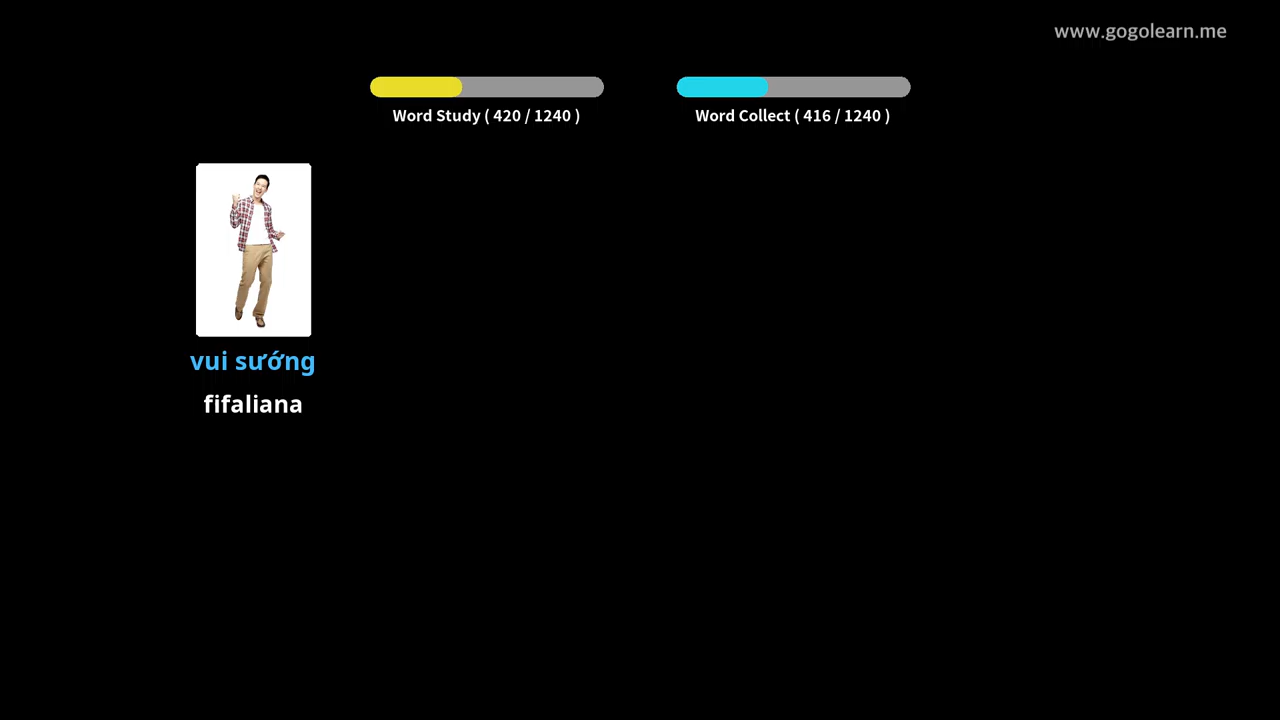 www.gogolearn.me
Word Study ( 420 / 1240 )
Word Collect ( 416 / 1240 )
vui sướng
fifaliana